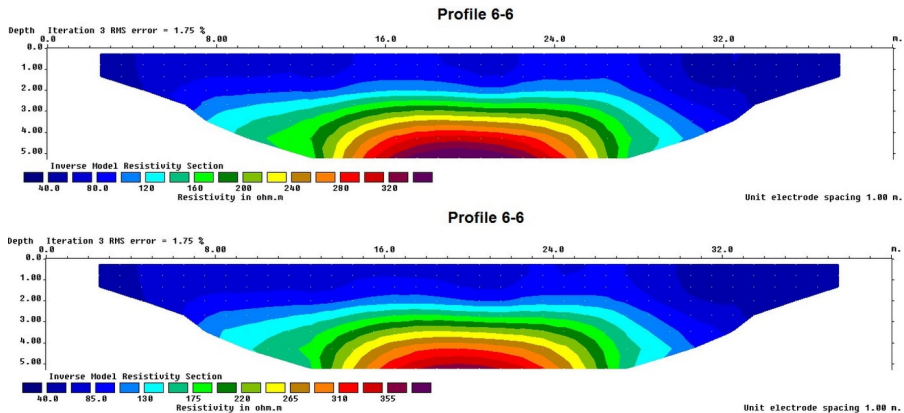 Profile 6-6
Depth Iteration 3 RMS error = 1.75 %
0.0 8.00 16.0 24.0 32.0 m.
0.0
1.00
2.00
3.00
4.00
5.00
Inverse Model Resistivity Section
40.0 80.0 120 160 200 240 280 320
Resistivity in ohm.m
Unit electrode spacing 1.00 m.
Profile 6-6
Depth Iteration 3 RMS error = 1.75 %
0.0 8.00 16.0 24.0 32.0 m.
0.0
1.00
2.00
3.00
4.00
5.00
Inverse Model Resistivity Section
40.0 85.0 130 175 220 265 310 355
Resistivity in ohm.m
Unit electrode spacing 1.00 m.